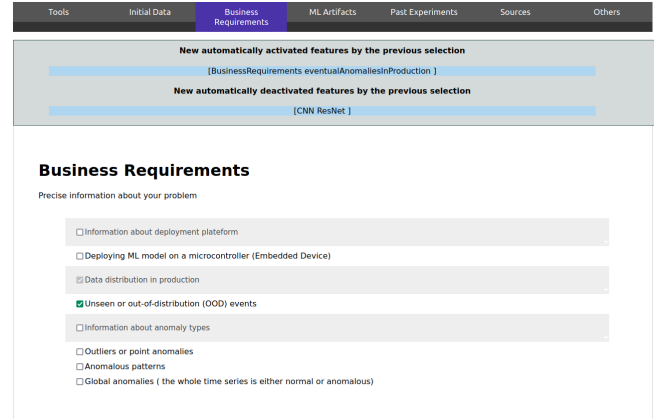 Tools Initial Data Business Requirements ML Artifacts Past Experiments Sources Others
New automatically activated features by the previous selection
[BusinessRequirements eventualAnomaliesInProduction ]
New automatically deactivated features by the previous selection
[CNN ResNet ]
Business Requirements
Precise information about your problem
Information about deployment plateform
Deploying ML model on a microcontroller (Embedded Device)
Data distribution in production
Unseen or out-of-distribution (OOD) events
Information about anomaly types
Outliers or point anomalies
Anomalous patterns
Global anomalies ( the whole time series is either normal or anomalous)